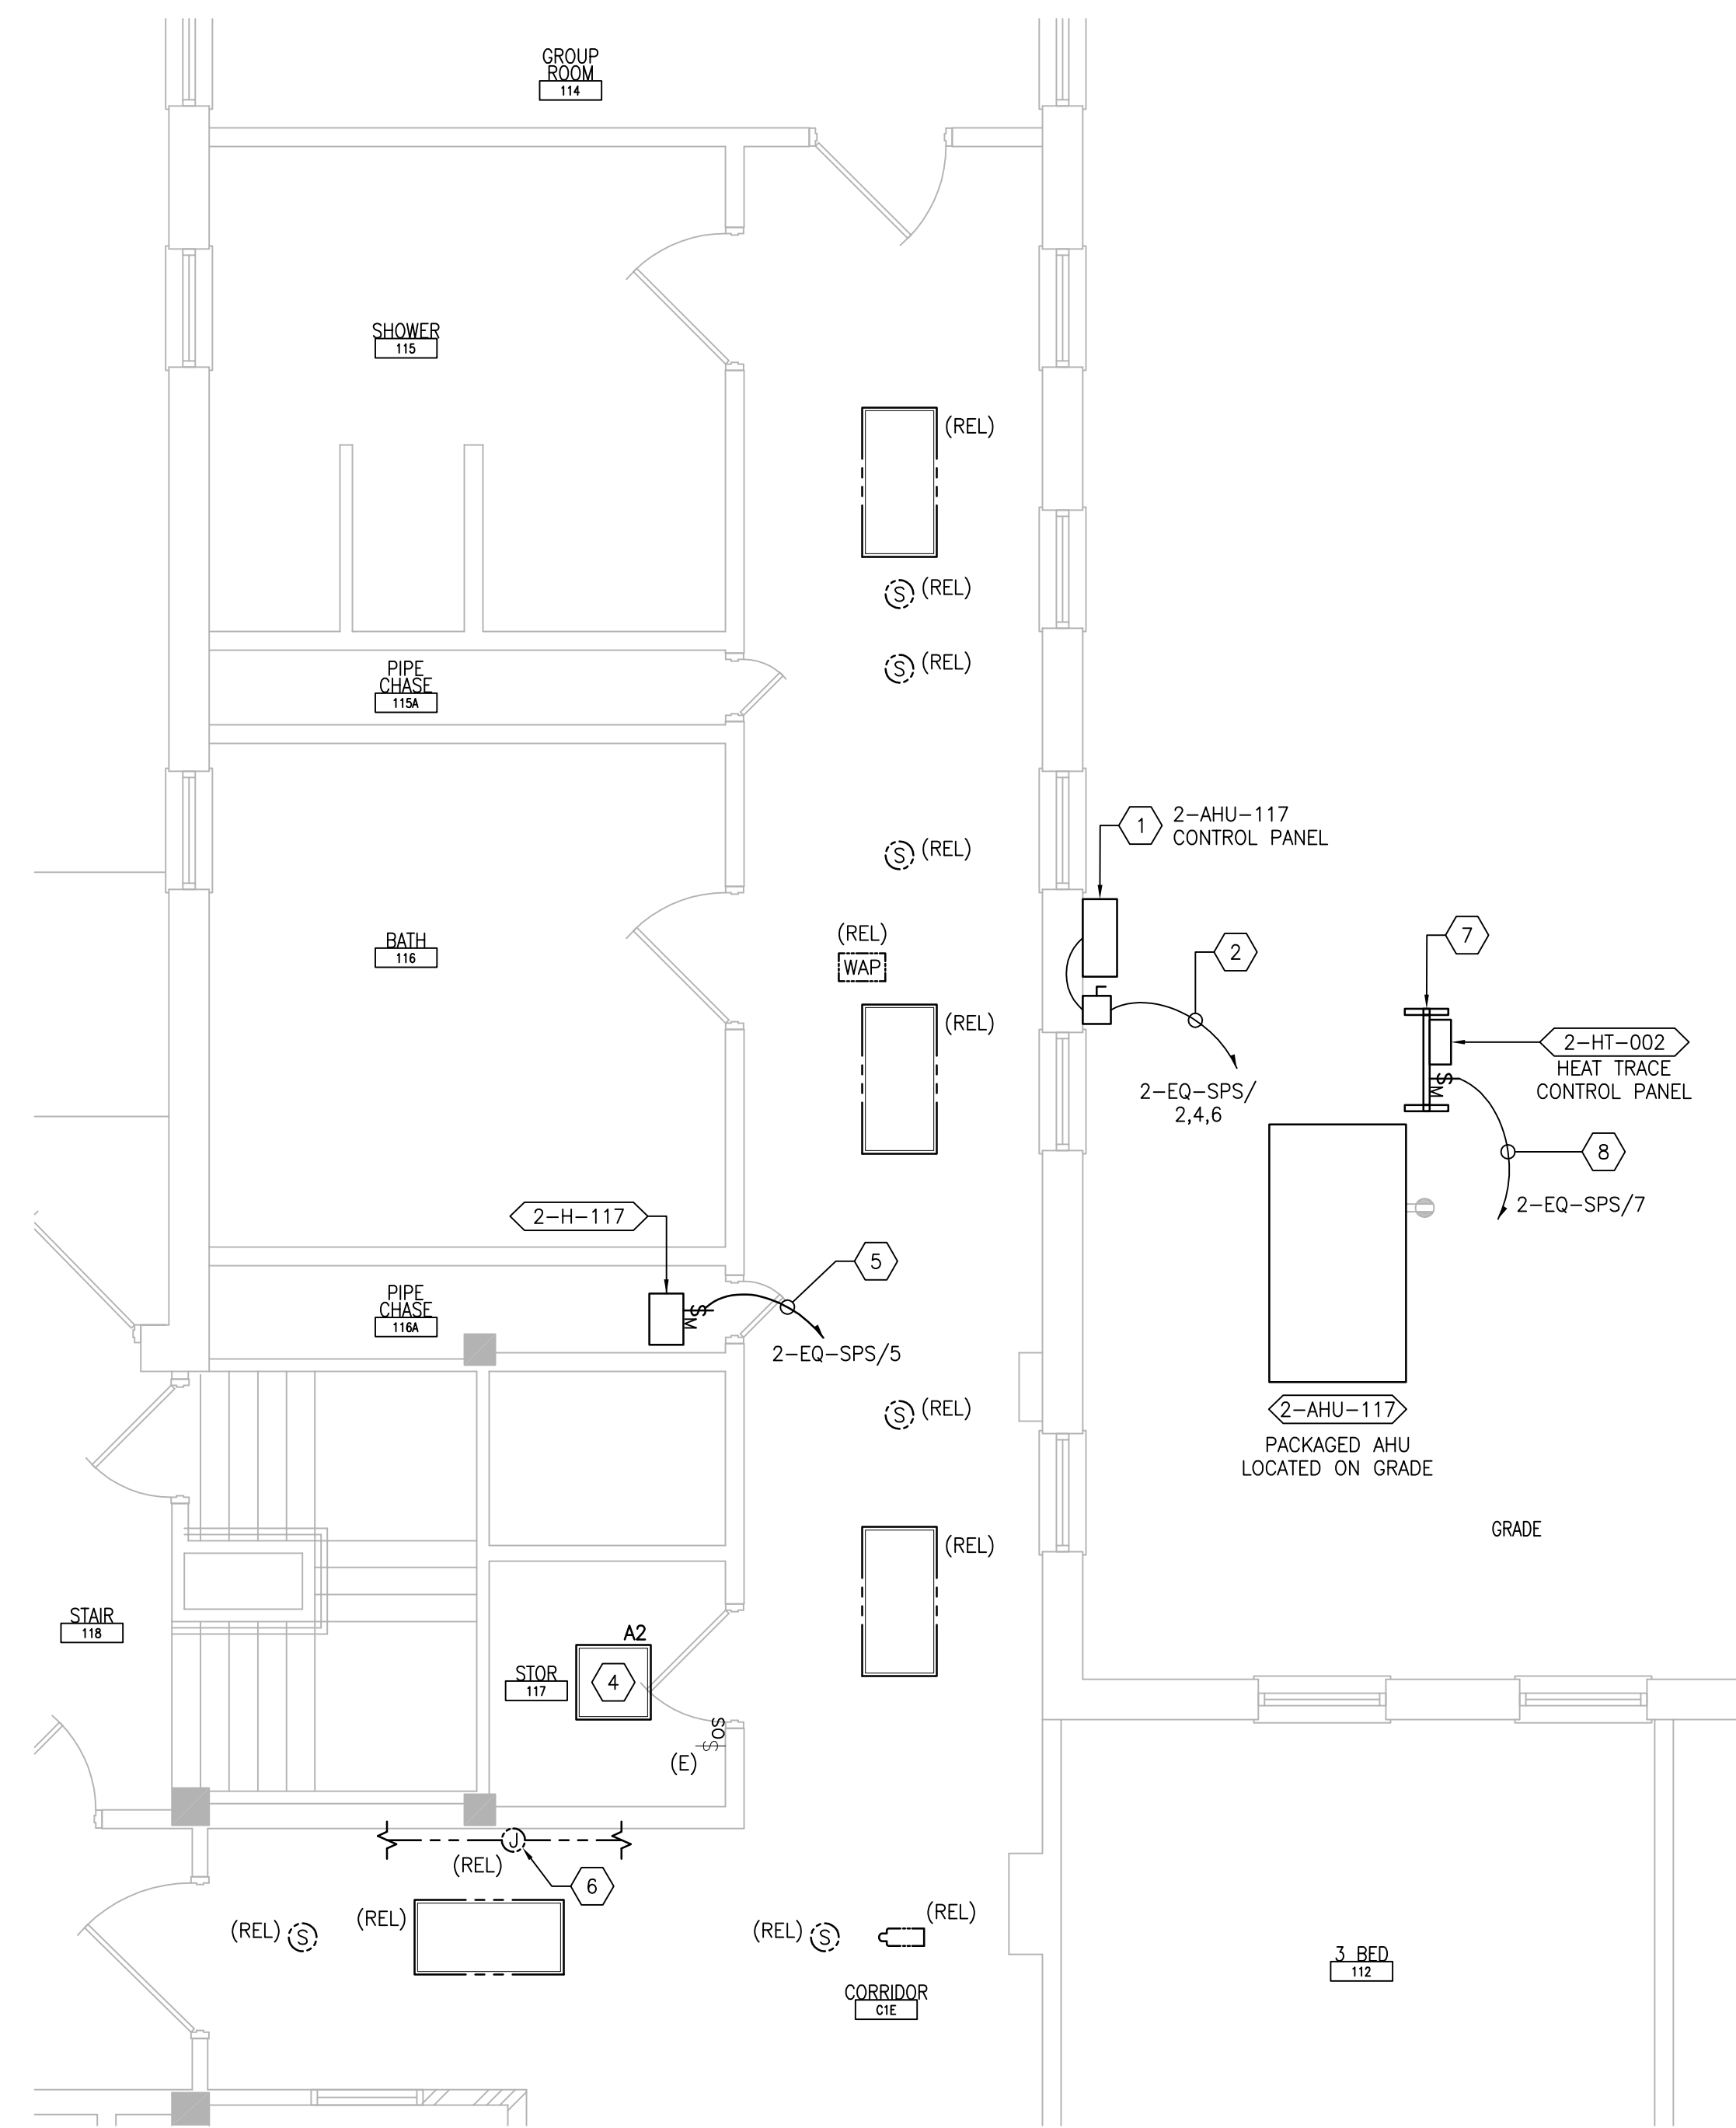 GROUP
ROOM
114
SHOWER
115
(REL)
S (REL)
PIPE
CHASE
115A
S (REL)
1
2-AHU-117
CONTROL PANEL
S (REL)
BATH
116
(REL)
WAP
(REL)
2
7
2-HT-002
HEAT TRACE
CONTROL PANEL
SM
2-EQ-SPS/
2,4,6
8
2-EQ-SPS/7
2-H-117
5
PIPE
CHASE
116A
SM
2-EQ-SPS/5
S (REL)
2-AHU-117
PACKAGED AHU
LOCATED ON GRADE
GRADE
(REL)
STAIR
118
A2
4
STOR
117
SOS
(E)
J
(REL)
6
(REL) S
(REL)
(REL) S
(REL)
CORRIDOR
C1E
3 BED
112